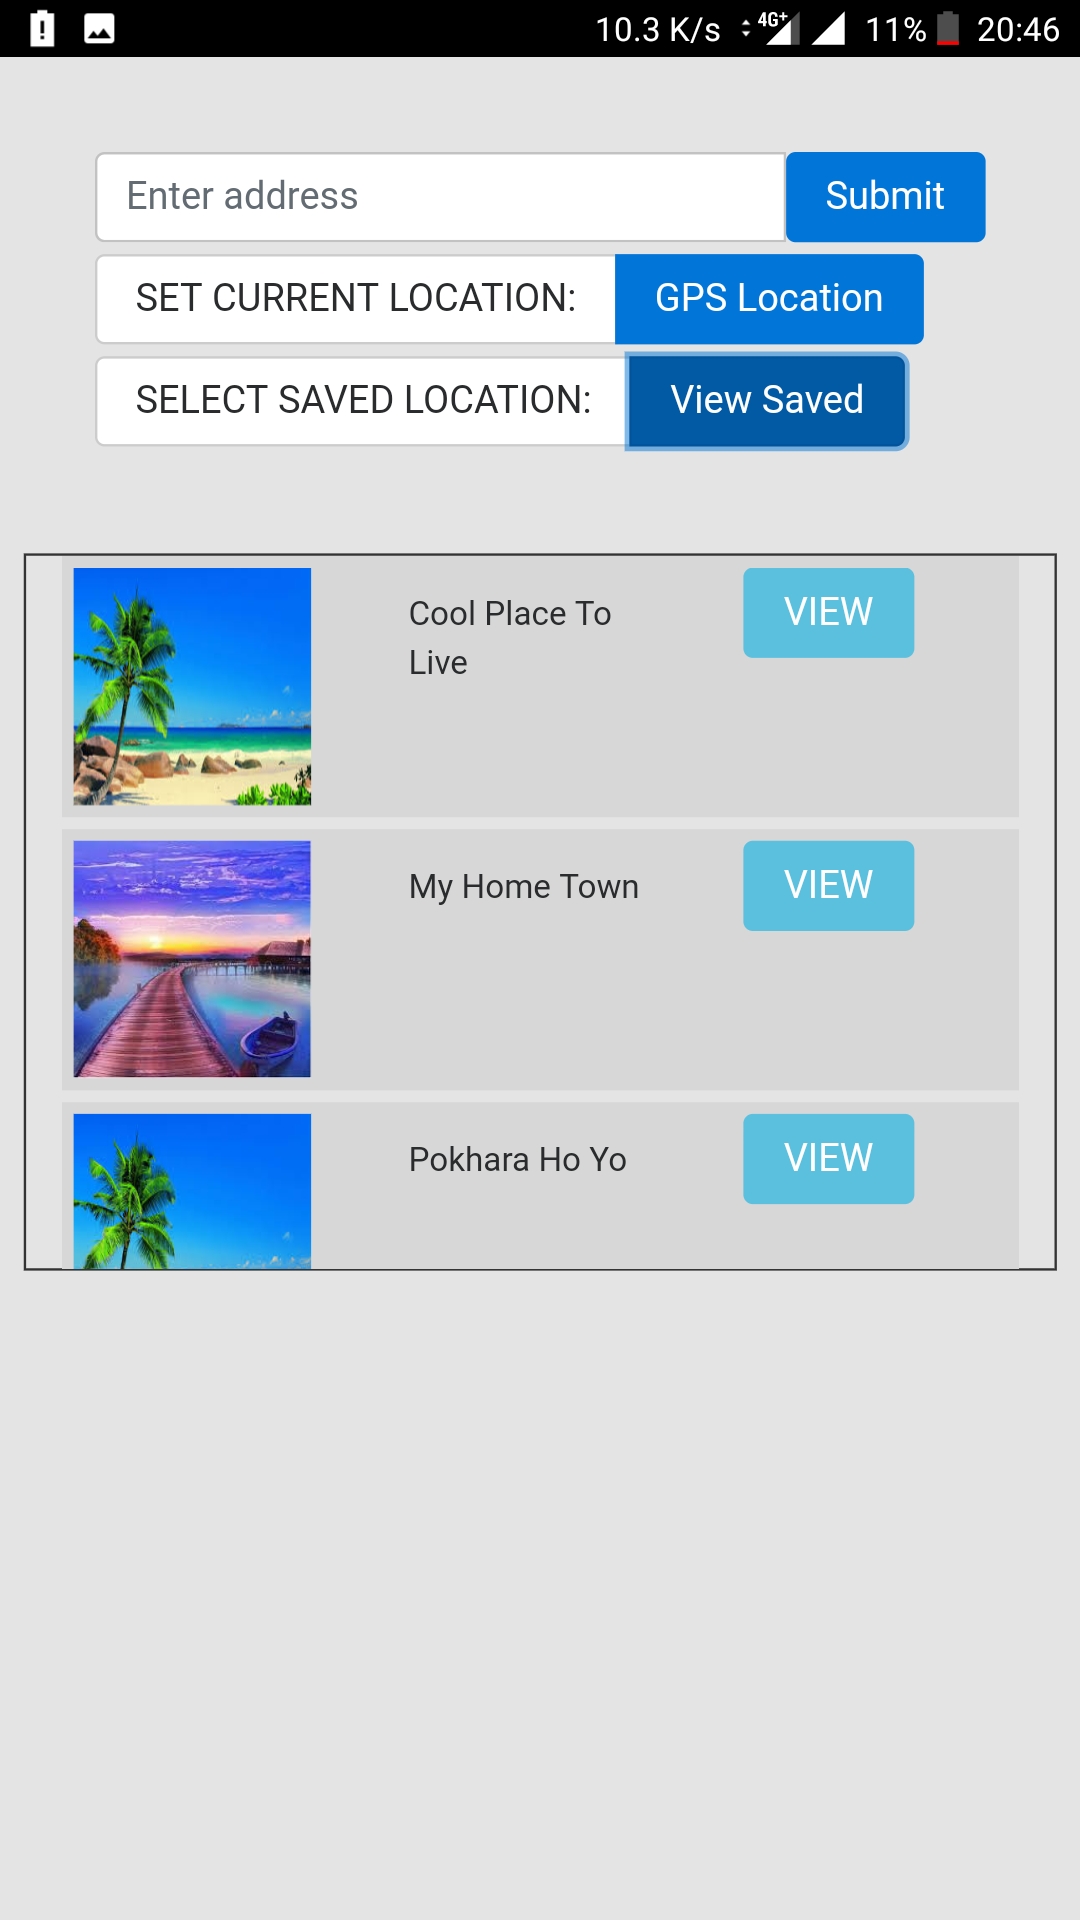 10.3 K/s 4G+ 11% 20:46
Enter address Submit
SET CURRENT LOCATION: GPS Location
SELECT SAVED LOCATION: View Saved
Cool Place To
Live
VIEW
My Home Town VIEW
Pokhara Ho Yo VIEW